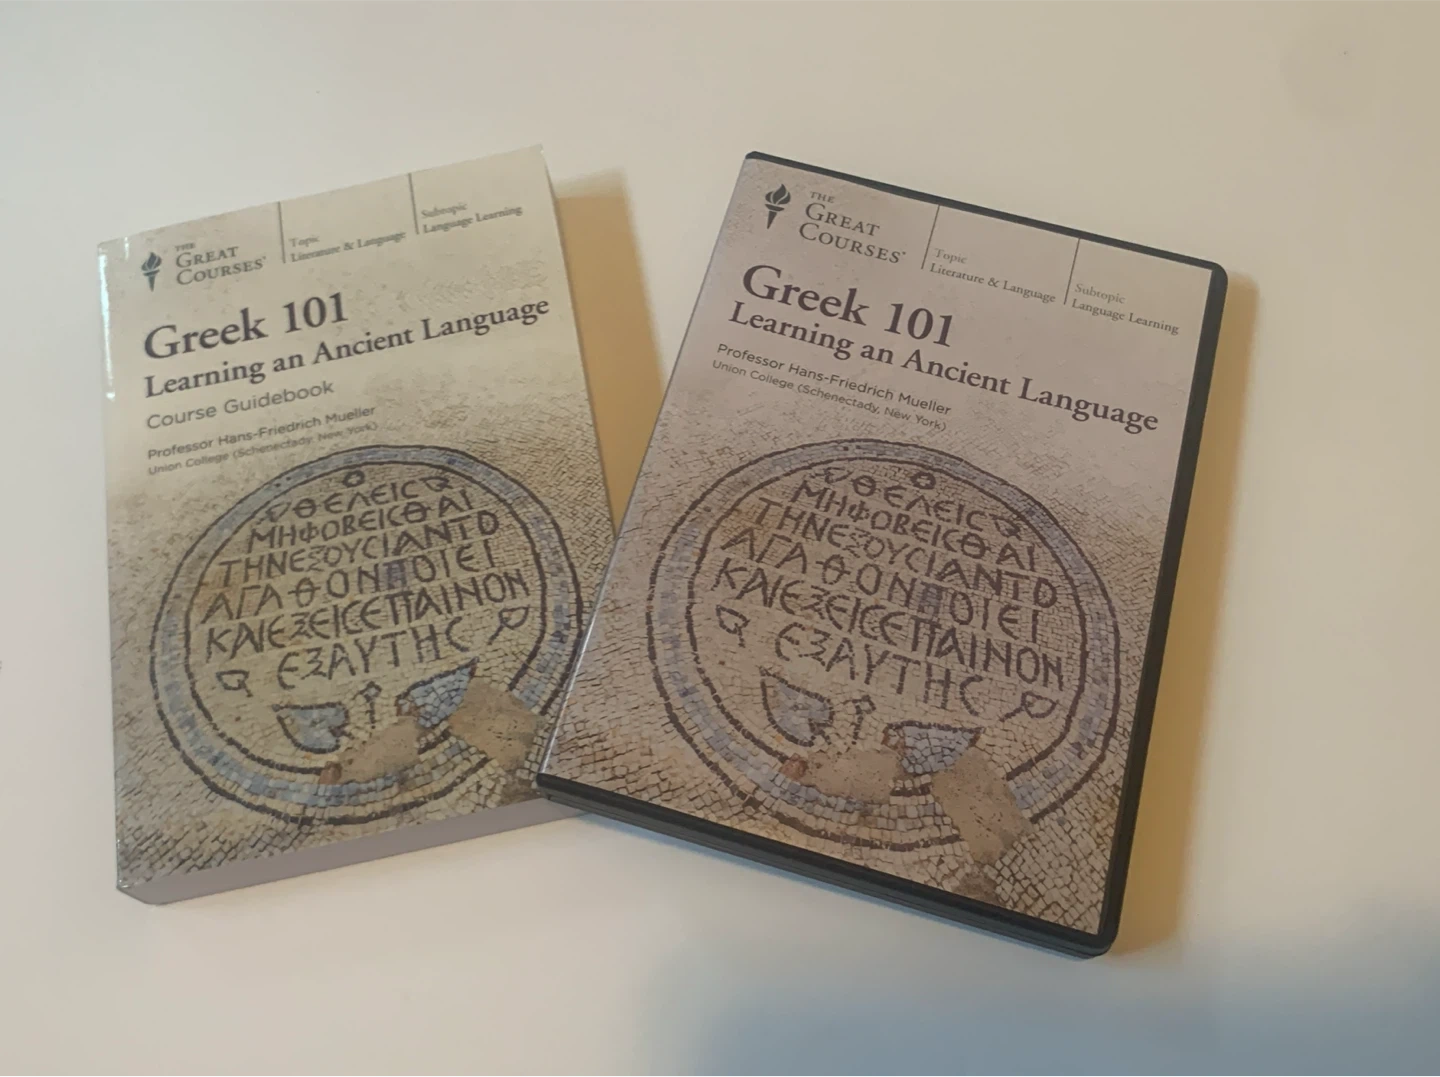 THE
GREAT
COURSES®
Topic
Literature & Language
Subtopic
Language Learning
Greek 101
Learning an Ancient Language
Course Guidebook
Professor Hans-Friedrich Mueller
Union College (Schenectady, New York)
ΘΕΛΕΙϹ
ΜΗΦΟΒΕΙϹΘΑΙ
ΤΗΝΕΞΟΥϹΙΑΝΤΟ
ΑΓΑΘΟΝΠΟΙΕΙ
ΚΑΙΕΞΕΙϹΕΠΑΙΝΟΝ
ΕΞΑΥΤΗϹ
THE
GREAT
COURSES®
Topic
Literature & Language
Subtopic
Language Learning
Greek 101
Learning an Ancient Language
Professor Hans-Friedrich Mueller
Union College (Schenectady, New York)
ΘΕΛΕΙϹ
ΜΗΦΟΒΕΙϹΘΑΙ
ΤΗΝΕΞΟΥϹΙΑΝΤΟ
ΑΓΑΘΟΝΠΟΙΕΙ
ΚΑΙΕΞΕΙϹΕΠΑΙΝΟΝ
ΕΞΑΥΤΗϹ